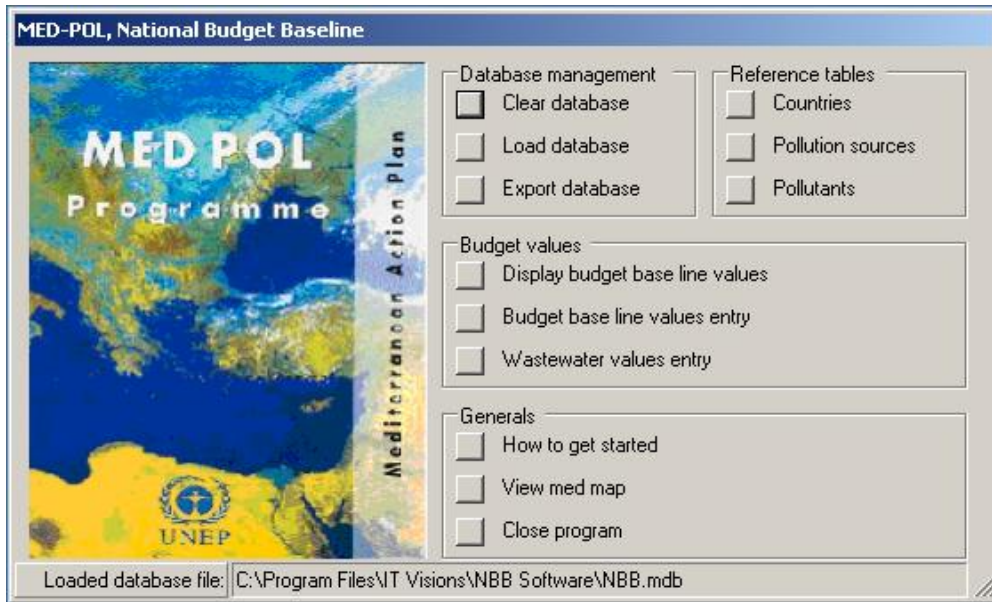 MED-POL, National Budget Baseline
MED POL
Programme
Mediterranean Action Plan
UNEP
Database management
Clear database
Load database
Export database
Reference tables
Countries
Pollution sources
Pollutants
Budget values
Display budget base line values
Budget base line values entry
Wastewater values entry
Generals
How to get started
View med map
Close program
Loaded database file: C:\Program Files\IT Visions\NBB Software\NBB.mdb